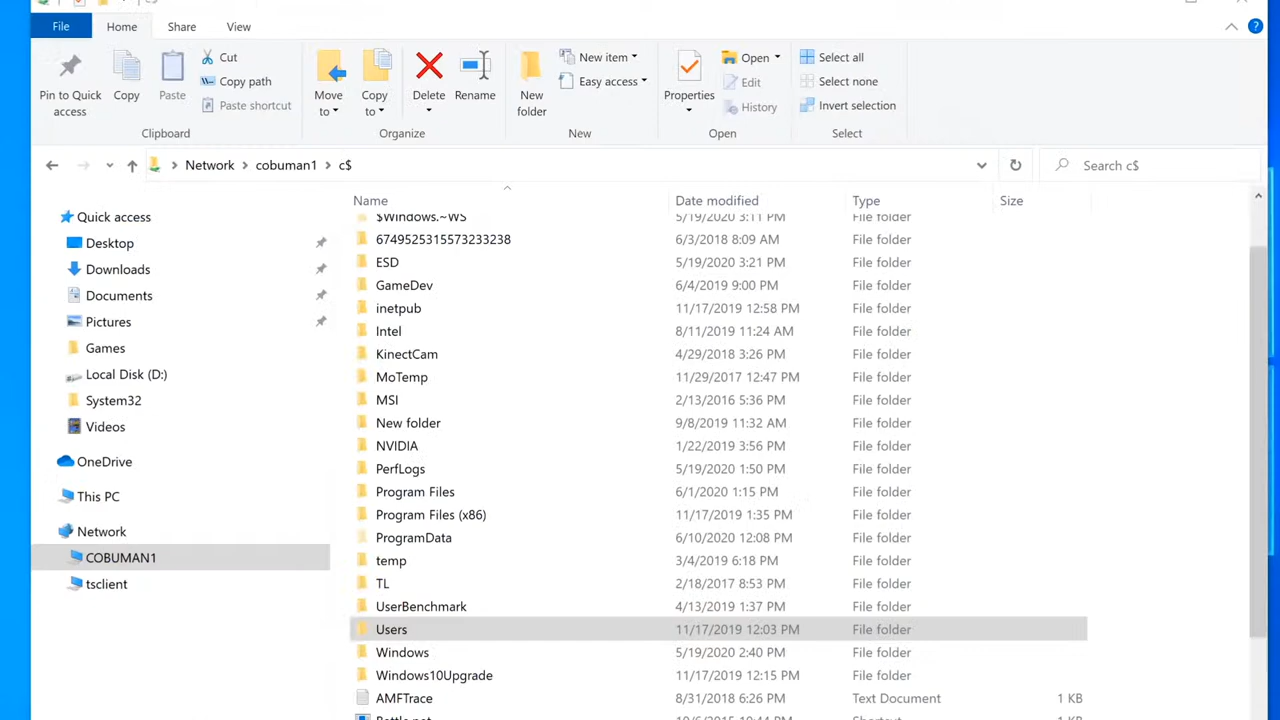 File Home Share View
Cut
Copy path
Paste shortcut
Pin to Quick access
Copy
Paste
Clipboard
Move to
Copy to
Delete
Rename
Organize
New folder
New item
Easy access
New
Properties
Open
Edit
History
Open
Select all
Select none
Invert selection
Select
Network cobuman1 c$
Search c$
Quick access
Desktop
Downloads
Documents
Pictures
Games
Local Disk (D:)
System32
Videos
OneDrive
This PC
Network
COBUMAN1
tsclient
Name Date modified Type Size
$Windows.~WS 5/19/2020 3:11 PM File folder
6749525315573233238 6/3/2018 8:09 AM File folder
ESD 5/19/2020 3:21 PM File folder
GameDev 6/4/2019 9:00 PM File folder
inetpub 11/17/2019 12:58 PM File folder
Intel 8/11/2019 11:24 AM File folder
KinectCam 4/29/2018 3:26 PM File folder
MoTemp 11/29/2017 12:47 PM File folder
MSI 2/13/2016 5:36 PM File folder
New folder 9/8/2019 11:32 AM File folder
NVIDIA 1/22/2019 3:56 PM File folder
PerfLogs 5/19/2020 1:50 PM File folder
Program Files 6/1/2020 1:15 PM File folder
Program Files (x86) 11/17/2019 1:35 PM File folder
ProgramData 6/10/2020 12:08 PM File folder
temp 3/4/2019 6:18 PM File folder
TL 2/18/2017 8:53 PM File folder
UserBenchmark 4/13/2019 1:37 PM File folder
Users 11/17/2019 12:03 PM File folder
Windows 5/19/2020 2:40 PM File folder
Windows10Upgrade 11/17/2019 12:15 PM File folder
AMFTrace 8/31/2018 6:26 PM Text Document 1 KB